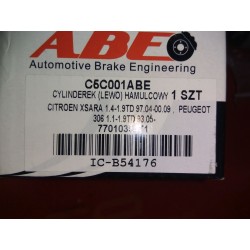 ABE
Automotive Brake Engineering
C5C001ABE
CYLINDEREK (LEWO) HAMULCOWY 1 SZT
CITROEN XSARA 1.4-1.9TD 97.04-00.09 , PEUGEOT
306 1.1-1.9TD 93.05-
IC-B54176